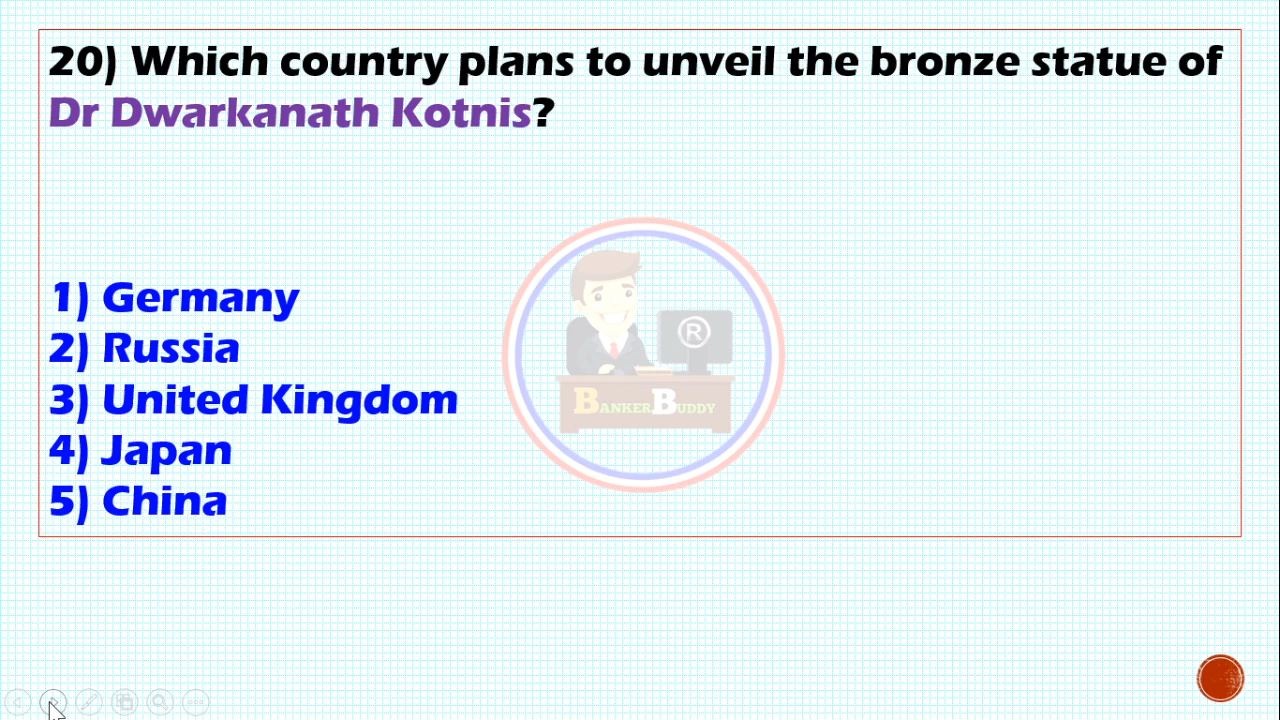 20) Which country plans to unveil the bronze statue of
Dr Dwarkanath Kotnis?
1) Germany
2) Russia
3) United Kingdom
4) Japan
5) China
®
BANKER BUDDY